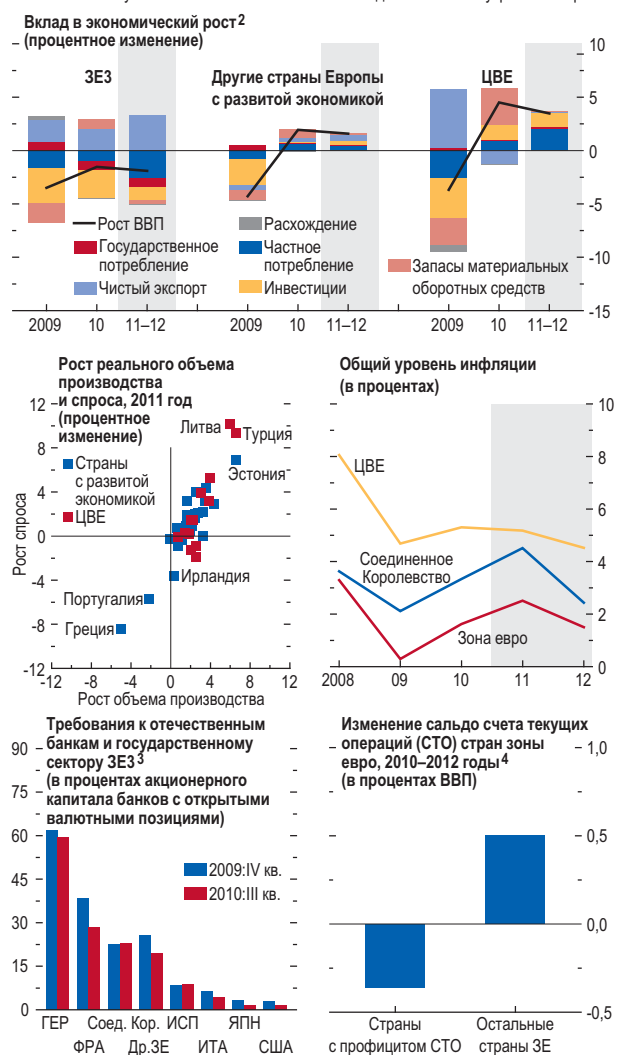 Вклад в экономический рост2
(процентное изменение)
ЗЕ3
Другие страны Европы
с развитой экономикой
ЦВЕ
10
5
0
-5
-10
-15
Рост ВВП
Государственное
потребление
Чистый экспорт
Расхождение
Частное
потребление
Инвестиции
Запасы материальных
оборотных средств
2009 10 11–12 2009 10 11–12 2009 10 11–12
Рост реального объема
производства
и спроса, 2011 год
(процентное
изменение)
12
8
4
0
-4
-8
-12
Рост спроса
Страны
с развитой
экономикой
ЦВЕ
Литва
Турция
Эстония
Ирландия
Португалия
Греция
-12 -8 -4 0 4 8 12
Рост объема производства
Общий уровень инфляции
(в процентах)
10
8
6
4
2
0
ЦВЕ
Соединенное
Королевство
Зона евро
2008 09 10 11 12
Требования к отечественным
банкам и государственному
сектору ЗЕ3 3
(в процентах акционерного
капитала банков с открытыми
валютными позициями)
90
75
60
45
30
15
0
2009:IV кв.
2010:III кв.
ГЕР Соед. Кор. ИСП ЯПН
ФРА Др.ЗЕ ИТА США
Изменение сальдо счета текущих
операций (СТО) стран зоны
евро, 2010–2012 годы4
(в процентах ВВП)
1,0
0,5
0,0
-0,5
Страны
с профицитом СТО
Остальные
страны ЗЕ